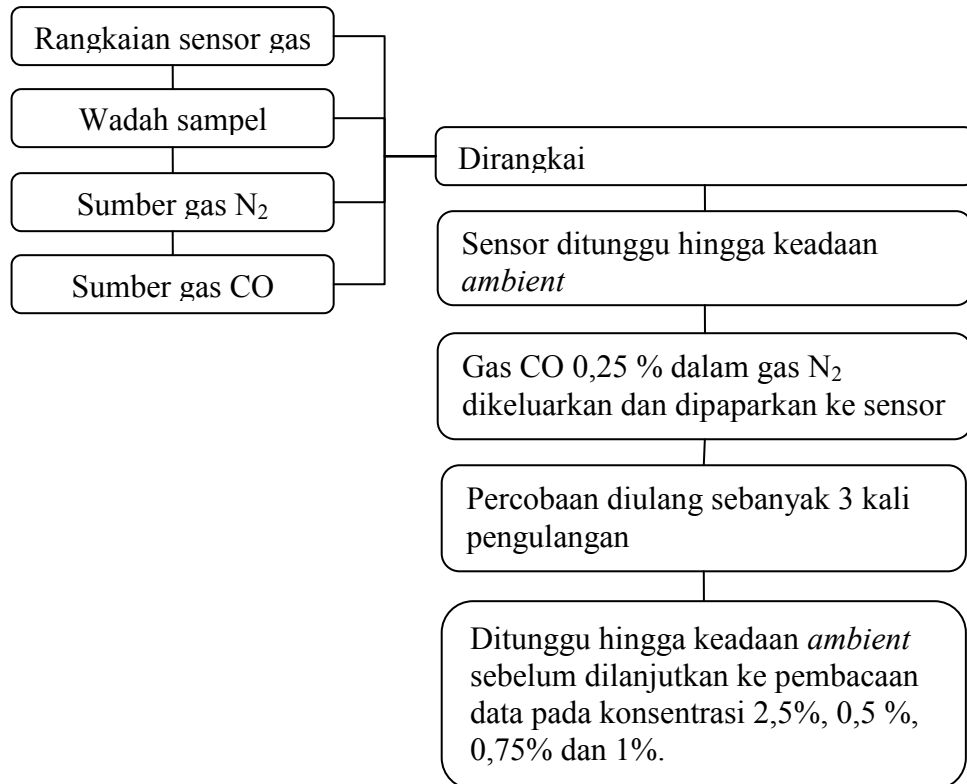 Rangkaian sensor gas
Wadah sampel
Sumber gas N₂
Sumber gas CO
Dirangkai
Sensor ditunggu hingga keadaan
ambient
Gas CO 0,25 % dalam gas N₂
dikeluarkan dan dipaparkan ke sensor
Percobaan diulang sebanyak 3 kali
pengulangan
Ditunggu hingga keadaan ambient
sebelum dilanjutkan ke pembacaan
data pada konsentrasi 2,5%, 0,5 %,
0,75% dan 1%.